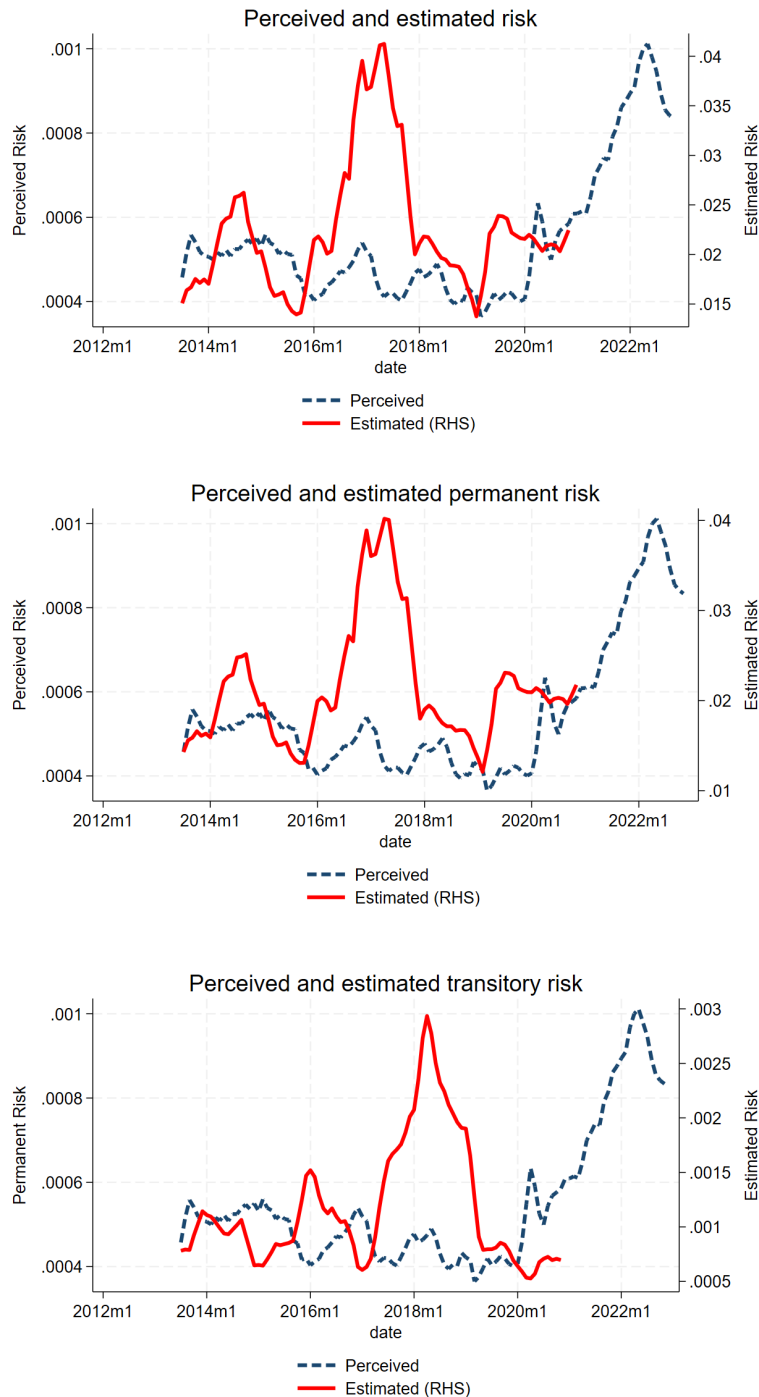 Perceived and estimated risk
.001
.0008
.0006
.0004
Perceived Risk
.04
.035
.03
.025
.02
.015
Estimated Risk
2012m1 2014m1 2016m1 2018m1 2020m1 2022m1
date
Perceived
Estimated (RHS)
Perceived and estimated permanent risk
.001
.0008
.0006
.0004
Perceived Risk
.04
.03
.02
.01
Estimated Risk
2012m1 2014m1 2016m1 2018m1 2020m1 2022m1
date
Perceived
Estimated (RHS)
Perceived and estimated transitory risk
.001
.0008
.0006
.0004
Permanent Risk
.003
.0025
.002
.0015
.001
.0005
Estimated Risk
2012m1 2014m1 2016m1 2018m1 2020m1 2022m1
date
Perceived
Estimated (RHS)